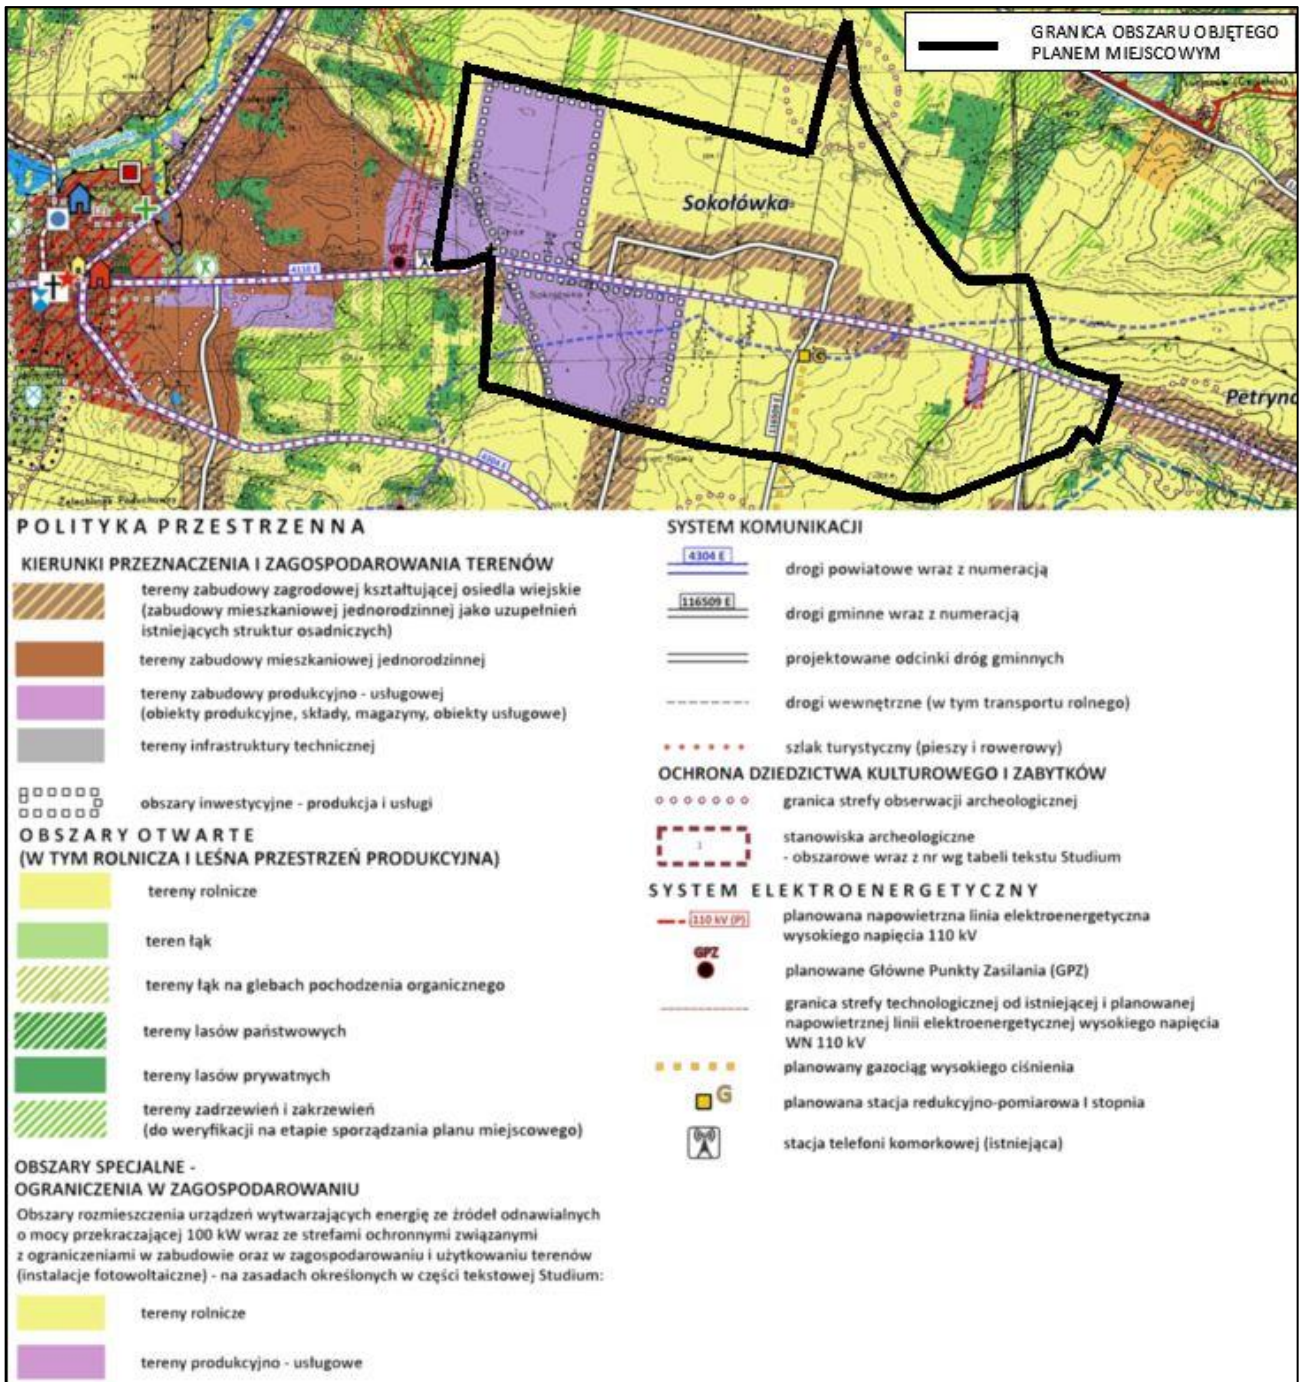 GRANICA OBSZARU OBJĘTEGO
PLANEM MIEJSCOWYM
Sokołówka
4110 E
GPZ
Sokołówka
G
116509 E
4304 E
POLITYKA PRZESTRZENNA
KIERUNKI PRZEZNACZENIA I ZAGOSPODAROWANIA TERENÓW
tereny zabudowy zagrodowej kształtującej osiedla wiejskie
(zabudowy mieszkaniowej jednorodzinnej jako uzupełnień
istniejących struktur osadniczych)
tereny zabudowy mieszkaniowej jednorodzinnej
tereny zabudowy produkcyjno - usługowej
(obiekty produkcyjne, składy, magazyny, obiekty usługowe)
tereny infrastruktury technicznej
obszary inwestycyjne - produkcja i usługi
OBSZARY OTWARTE
(W TYM ROLNICZA I LEŚNA PRZESTRZEŃ PRODUKCYJNA)
tereny rolnicze
teren łąk
tereny łąk na glebach pochodzenia organicznego
tereny lasów państwowych
tereny lasów prywatnych
tereny zadrzewień i zakrzewień
(do weryfikacji na etapie sporządzania planu miejscowego)
OBSZARY SPECJALNE -
OGRANICZENIA W ZAGOSPODAROWANIU
Obszary rozmieszczenia urządzeń wytwarzających energię ze źródeł odnawialnych
o mocy przekraczającej 100 kW wraz ze strefami ochronnymi związanymi
z ograniczeniami w zabudowie oraz w zagospodarowaniu i użytkowaniu terenów
(instalacje fotowoltaiczne) - na zasadach określonych w części tekstowej Studium:
tereny rolnicze
tereny produkcyjno - usługowe
SYSTEM KOMUNIKACJI
4304 E
drogi powiatowe wraz z numeracją
116509 E
drogi gminne wraz z numeracją
projektowane odcinki dróg gminnych
drogi wewnętrzne (w tym transportu rolnego)
szlak turystyczny (pieszy i rowerowy)
OCHRONA DZIEDZICTWA KULTUROWEGO I ZABYTKÓW
granica strefy obserwacji archeologicznej
1
stanowiska archeologiczne
- obszarowe wraz z nr wg tabeli tekstu Studium
SYSTEM ELEKTROENERGETYCZNY
110 kV (P)
planowana napowietrzna linia elektroenergetyczna
wysokiego napięcia 110 kV
GPZ
planowane Główne Punkty Zasilania (GPZ)
granica strefy technologicznej od istniejącej i planowanej
napowietrznej linii elektroenergetycznej wysokiego napięcia
WN 110 kV
planowany gazociąg wysokiego ciśnienia
G
planowana stacja redukcyjno-pomiarowa I stopnia
stacja telefoni komorkowej (istniejąca)